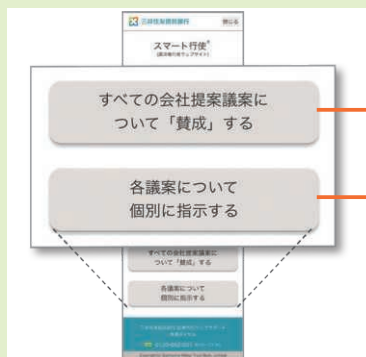 三井住友信託銀行
閉じる
スマート行使®
すべての会社提案議案に
ついて「賛成」する
各議案について
個別に指示する
すべての会社提案議案に
ついて「賛成」する
各議案について
個別に指示する